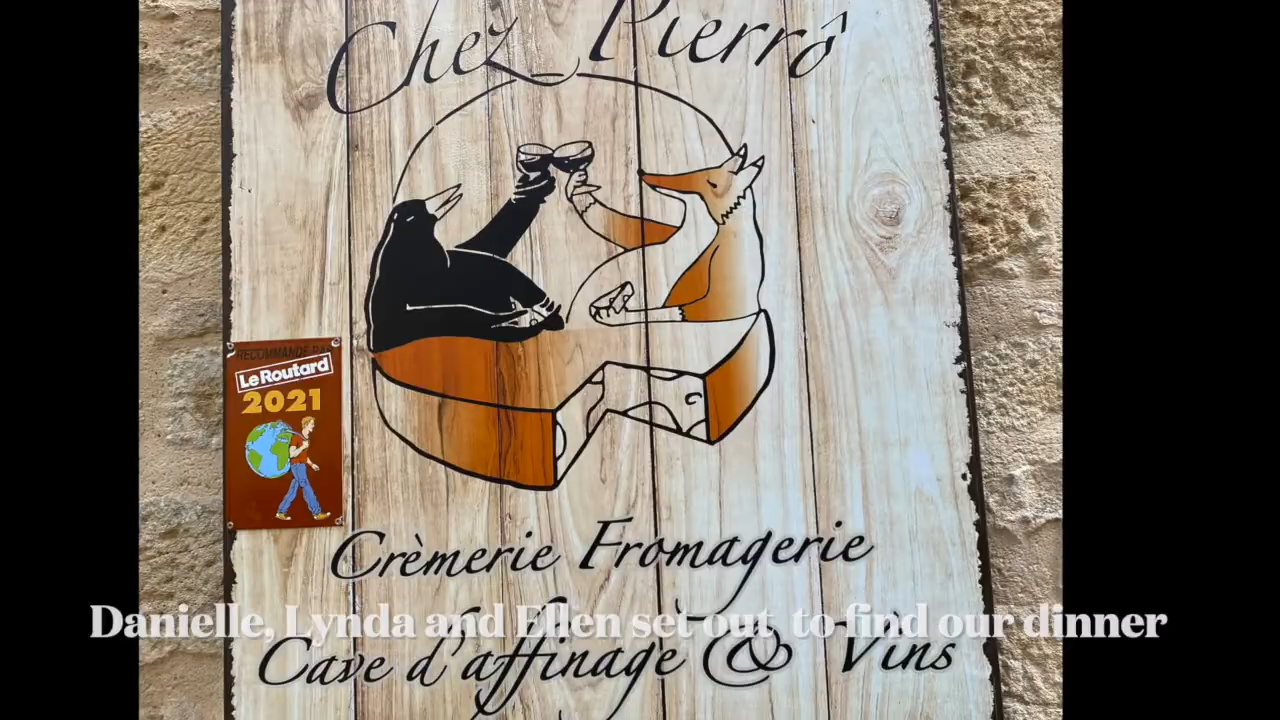 Chez Pierrô
RECOMMANDÉ PAR
Le Routard
2021
Crèmerie Fromagerie
Danielle, Lynda and Ellen set out to find our dinner
Cave d'affinage & Vins